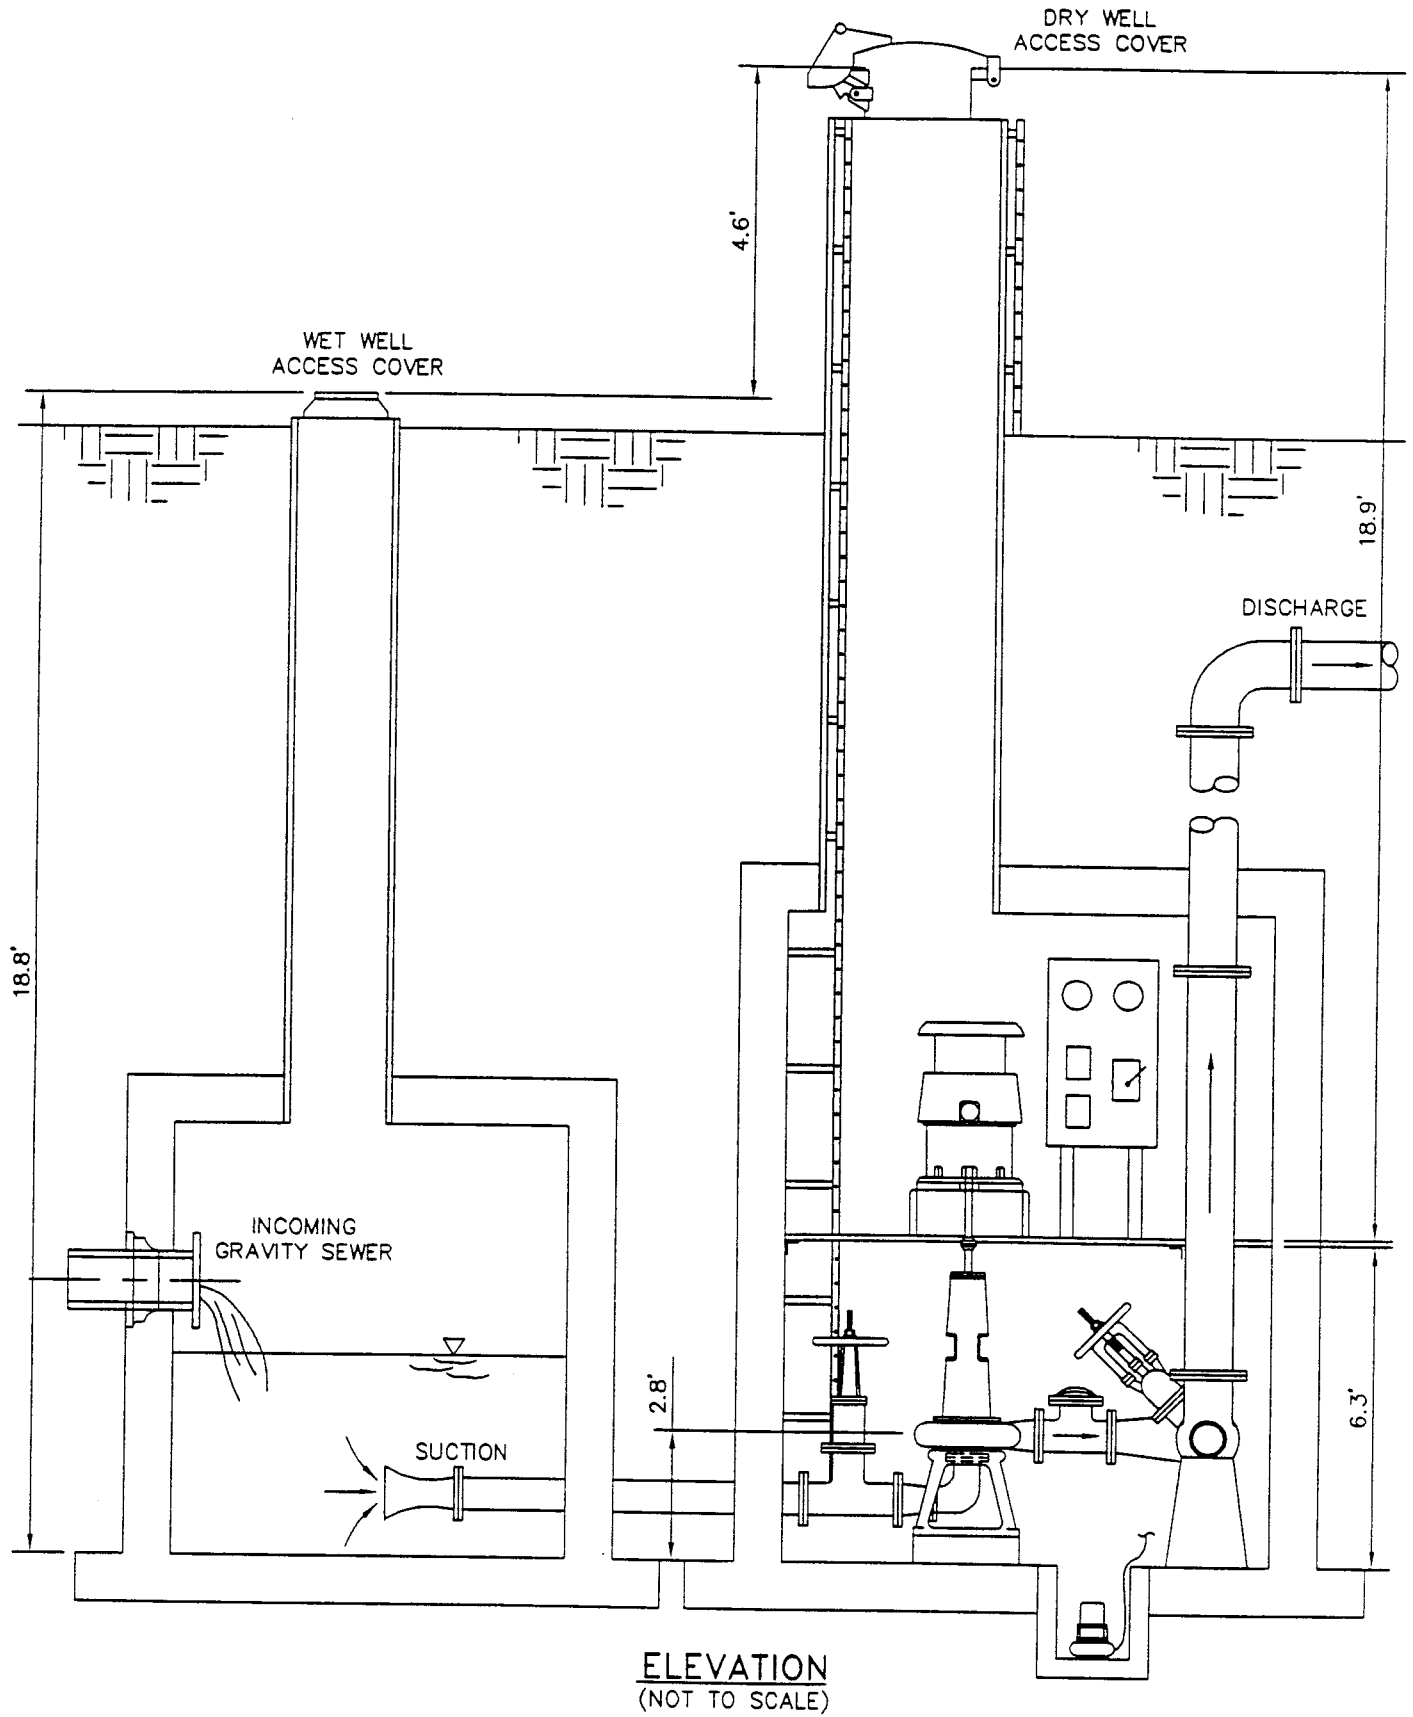 DRY WELL
ACCESS COVER
4.6'
WET WELL
ACCESS COVER
18.9'
DISCHARGE
18.8'
INCOMING
GRAVITY SEWER
2.8'
6.3'
SUCTION
ELEVATION
(NOT TO SCALE)